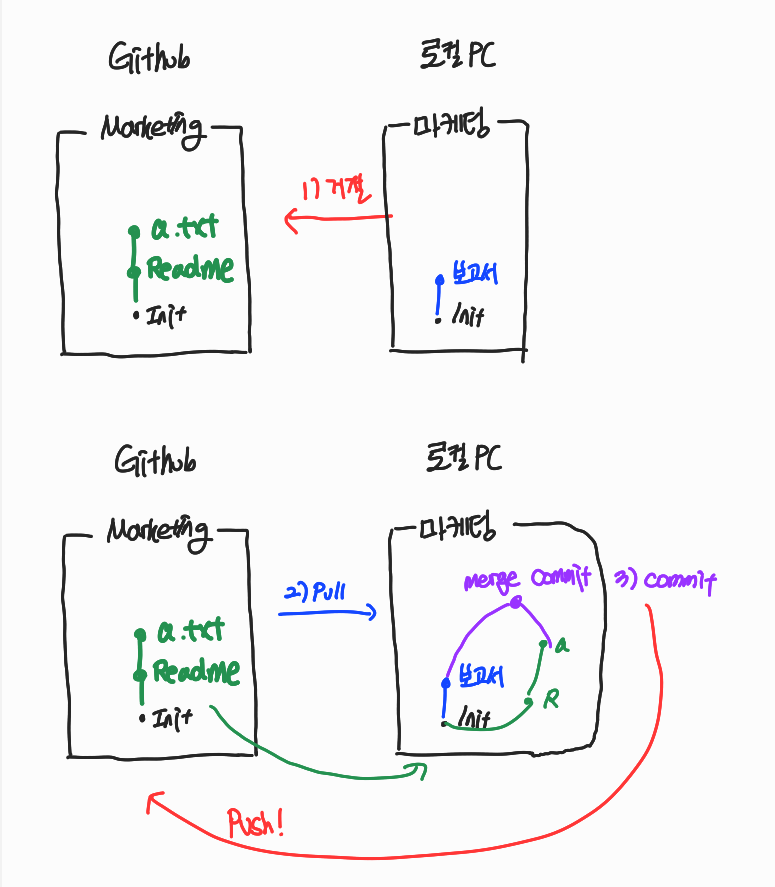 Github
로컬 PC
Marketing
마케팅
1) 거절
a.txt
Readme
Init
보고서
Init
Github
로컬 PC
Marketing
마케팅
2) Pull
merge commit
3) commit
a.txt
Readme
Init
a
보고서
R
Init
Push!